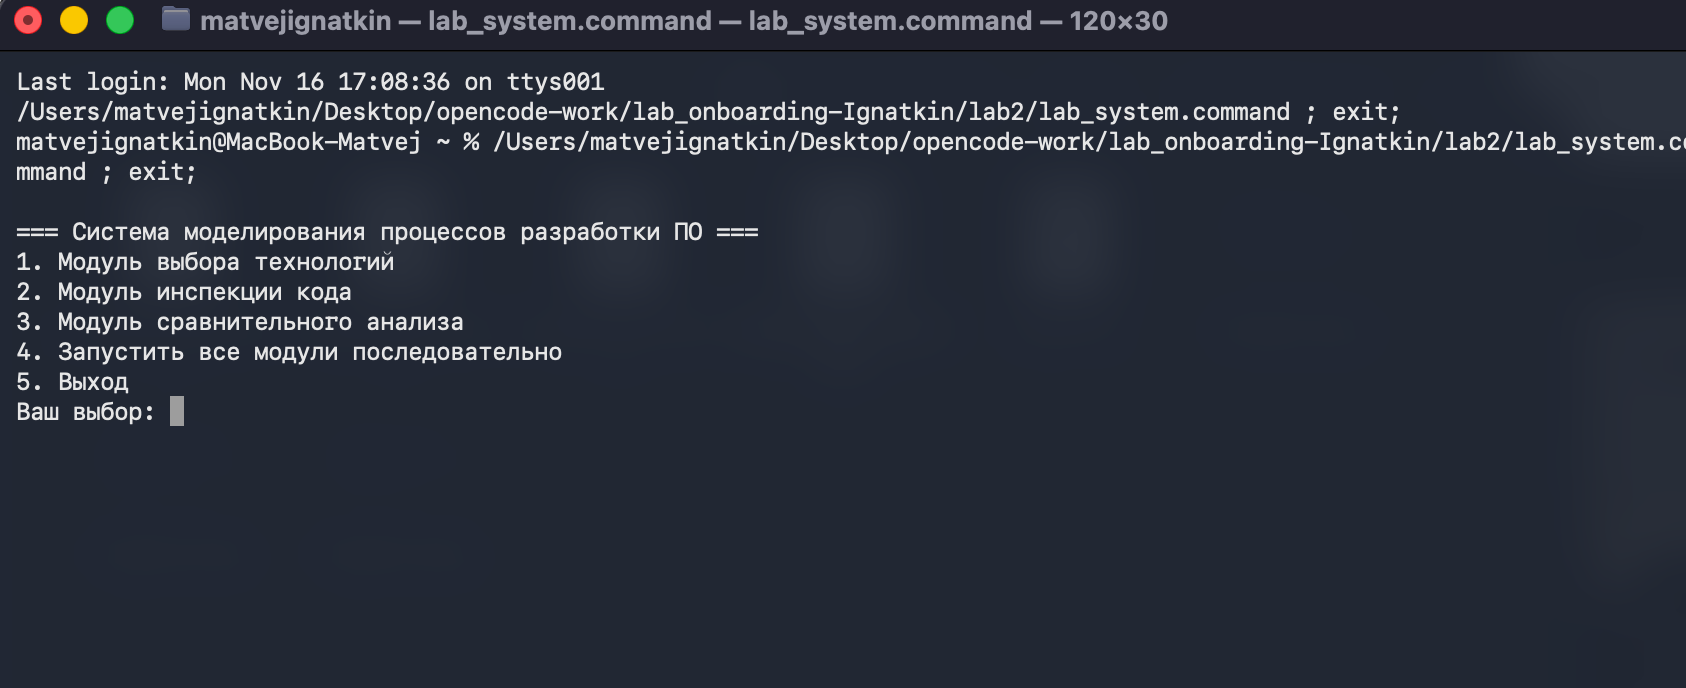 matvejignatkin — lab_system.command — lab_system.command — 120×30
Last login: Mon Nov 16 17:08:36 on ttys001
/Users/matvejignatkin/Desktop/opencode-work/lab_onboarding-Ignatkin/lab2/lab_system.command ; exit;
matvejignatkin@MacBook-Matvej ~ % /Users/matvejignatkin/Desktop/opencode-work/lab_onboarding-Ignatkin/lab2/lab_system.co
mmand ; exit;
=== Система моделирования процессов разработки ПО ===
1. Модуль выбора технологий
2. Модуль инспекции кода
3. Модуль сравнительного анализа
4. Запустить все модули последовательно
5. Выход
Ваш выбор: